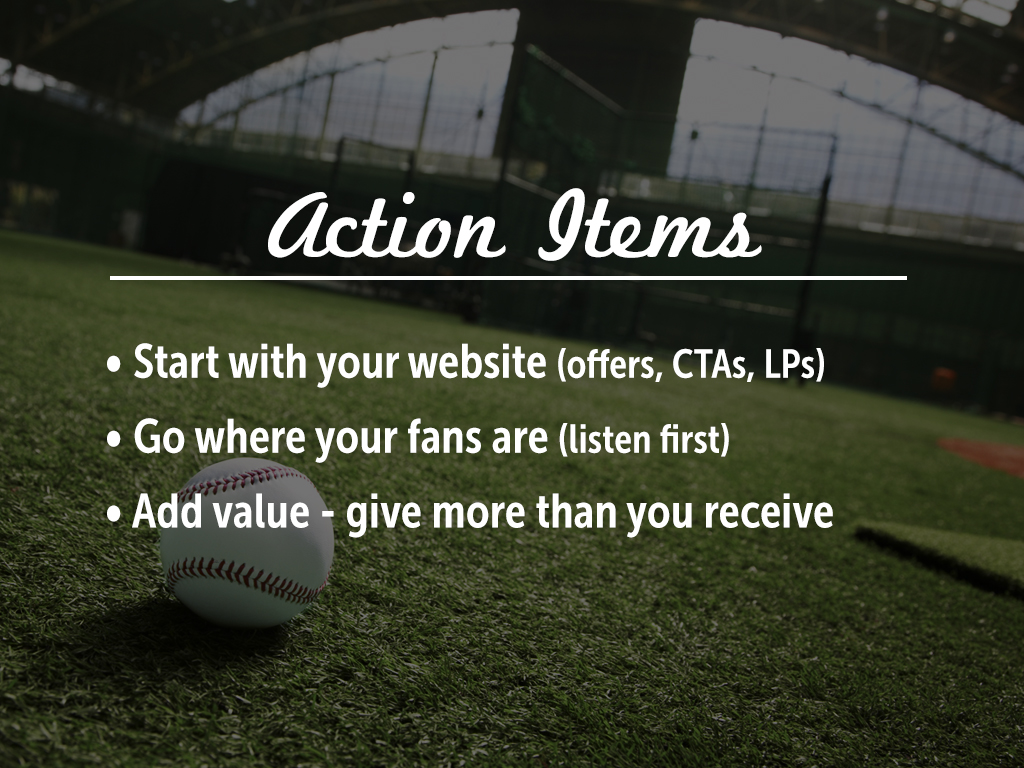 Action Items
• Start with your website (offers, CTAs, LPs)
• Go where your fans are (listen first)
• Add value - give more than you receive